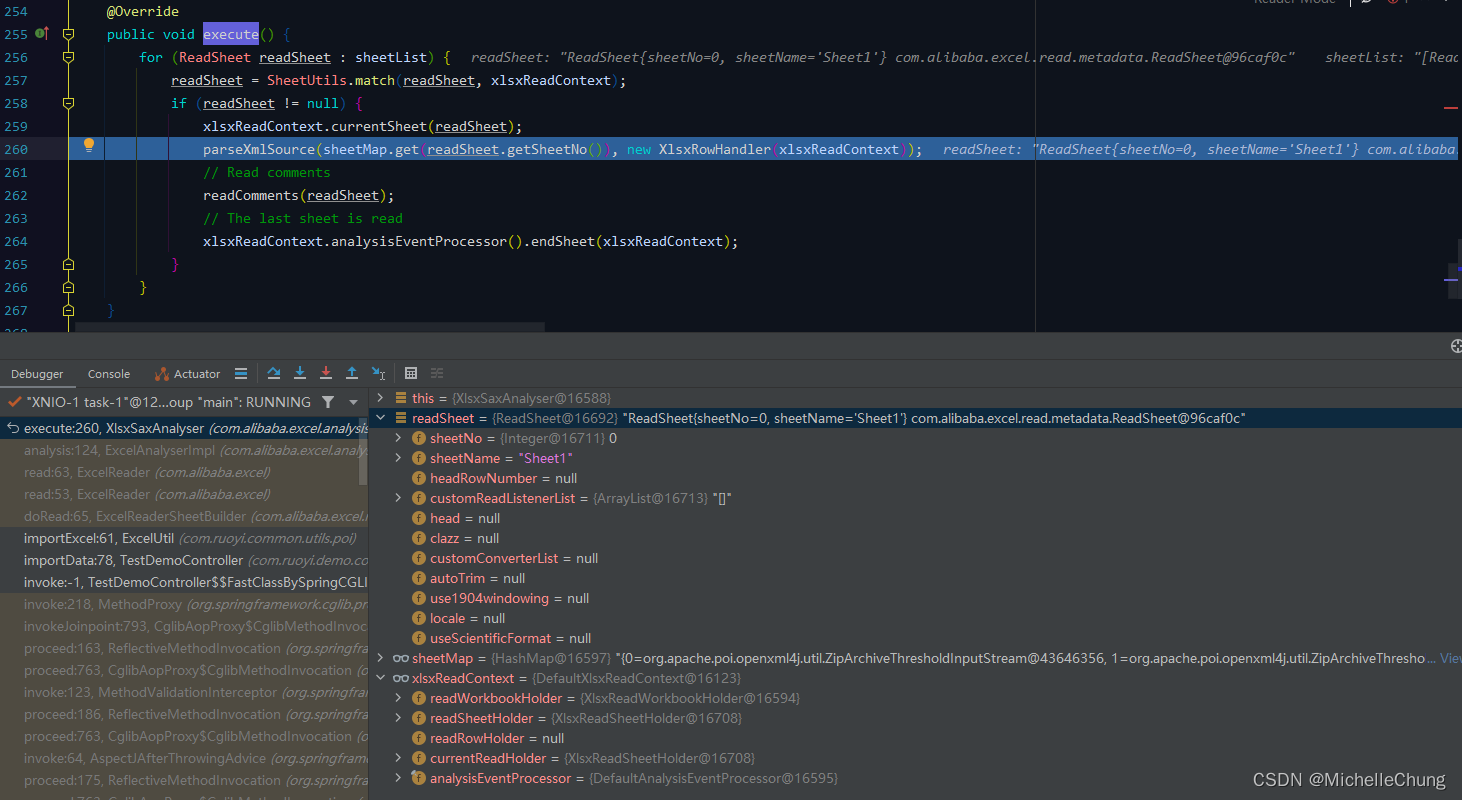 Reader Mode
254 @Override
255 public void execute() {
256 for (ReadSheet readSheet : sheetList) { readSheet: "ReadSheet{sheetNo=0, sheetName='Sheet1'} com.alibaba.excel.read.metadata.ReadSheet@96caf0c" sheetList: "[Read
257 readSheet = SheetUtils.match(readSheet, xlsxReadContext);
258 if (readSheet != null) {
259 xlsxReadContext.currentSheet(readSheet);
260 parseXmlSource(sheetMap.get(readSheet.getSheetNo()), new XlsxRowHandler(xlsxReadContext)); readSheet: "ReadSheet{sheetNo=0, sheetName='Sheet1'} com.alibaba.
261 // Read comments
262 readComments(readSheet);
263 // The last sheet is read
264 xlsxReadContext.analysisEventProcessor().endSheet(xlsxReadContext);
265 }
266 }
267 }
Debugger Console Actuator
"XNIO-1 task-1"@12...oup "main": RUNNING
execute:260, XlsxSaxAnalyser (com.alibaba.excel.analysis
analysis:124, ExcelAnalyserImpl (com.alibaba.excel.analy
read:63, ExcelReader (com.alibaba.excel)
read:53, ExcelReader (com.alibaba.excel)
doRead:65, ExcelReaderSheetBuilder (com.alibaba.excel.r
importExcel:61, ExcelUtil (com.ruoyi.common.utils.poi)
importData:78, TestDemoController (com.ruoyi.demo.co
invoke:-1, TestDemoController$$FastClassBySpringCGLI
invoke:218, MethodProxy (org.springframework.cglib.pr
invokeJoinpoint:793, CglibAopProxy$CglibMethodInvoc
proceed:163, ReflectiveMethodInvocation (org.springfra
proceed:763, CglibAopProxy$CglibMethodInvocation (o
invoke:123, MethodValidationInterceptor (org.springfra
proceed:186, ReflectiveMethodInvocation (org.springfra
proceed:763, CglibAopProxy$CglibMethodInvocation (o
invoke:64, AspectJAfterThrowingAdvice (org.springfram
proceed:175, ReflectiveMethodInvocation (org.springfra
this = {XlsxSaxAnalyser@16588}
readSheet = {ReadSheet@16692} "ReadSheet{sheetNo=0, sheetName='Sheet1'} com.alibaba.excel.read.metadata.ReadSheet@96caf0c"
sheetNo = {Integer@16711} 0
sheetName = "Sheet1"
headRowNumber = null
customReadListenerList = {ArrayList@16713} "[]"
head = null
clazz = null
customConverterList = null
autoTrim = null
use1904windowing = null
locale = null
useScientificFormat = null
sheetMap = {HashMap@16597} "{0=org.apache.poi.openxml4j.util.ZipArchiveThresholdInputStream@43646356, 1=org.apache.poi.openxml4j.util.ZipArchiveThresho ... View
xlsxReadContext = {DefaultXlsxReadContext@16123}
readWorkbookHolder = {XlsxReadWorkbookHolder@16594}
readSheetHolder = {XlsxReadSheetHolder@16708}
readRowHolder = null
currentReadHolder = {XlsxReadSheetHolder@16708}
analysisEventProcessor = {DefaultAnalysisEventProcessor@16595}
CSDN @MichelleChung